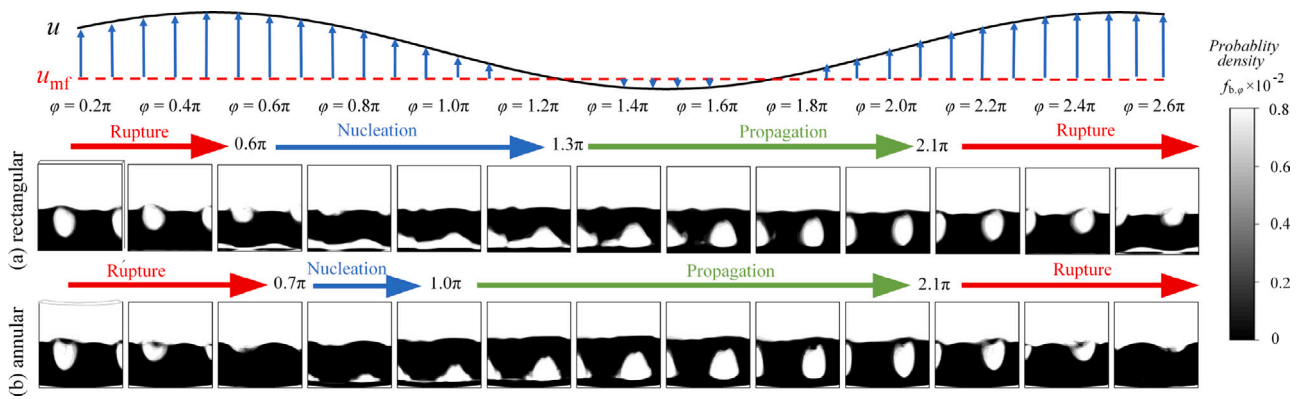 u
u_mf
φ = 0.2π φ = 0.4π φ = 0.6π φ = 0.8π φ = 1.0π φ = 1.2π φ = 1.4π φ = 1.6π φ = 1.8π φ = 2.0π φ = 2.2π φ = 2.4π φ = 2.6π
Rupture 0.6π Nucleation 1.3π Propagation 2.1π Rupture
(a) rectangular
Rupture 0.7π Nucleation 1.0π Propagation 2.1π Rupture
(b) annular
Probablity
density
f_b,φ×10⁻²
0.8
0.6
0.4
0.2
0